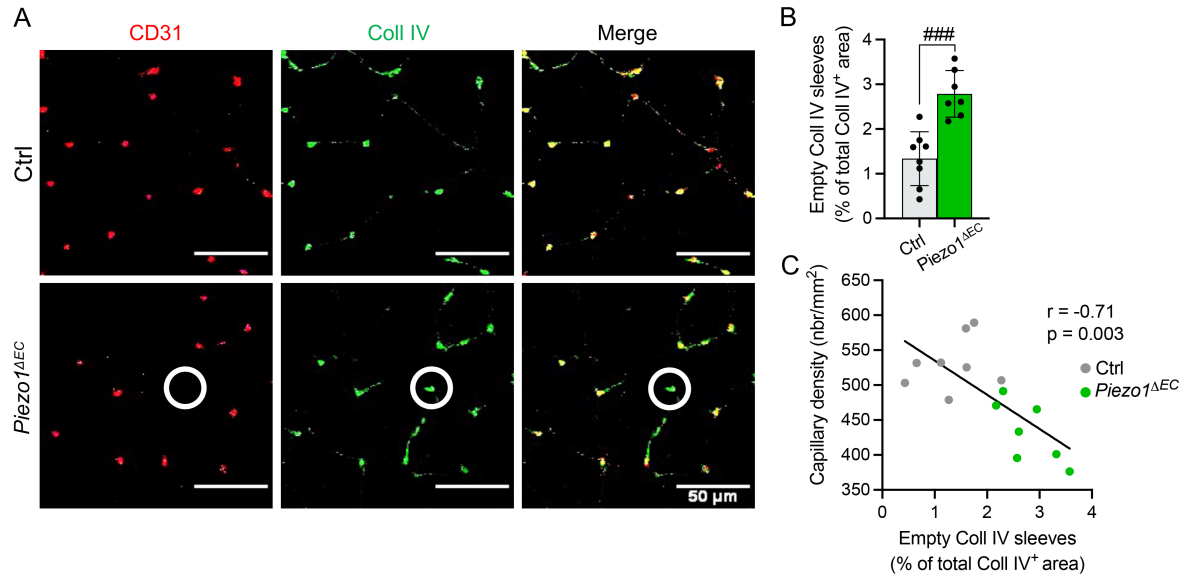 A
CD31
Coll IV
Merge
Ctrl
Piezo1ΔEC
50 µm
B
###
Empty Coll IV sleeves
(% of total Coll IV+ area)
4
3
2
1
0
Ctrl
Piezo1ΔEC
C
Capillary density (nbr/mm2)
650
600
550
500
450
400
350
r = -0.71
p = 0.003
Ctrl
Piezo1ΔEC
0 1 2 3 4
Empty Coll IV sleeves
(% of total Coll IV+ area)